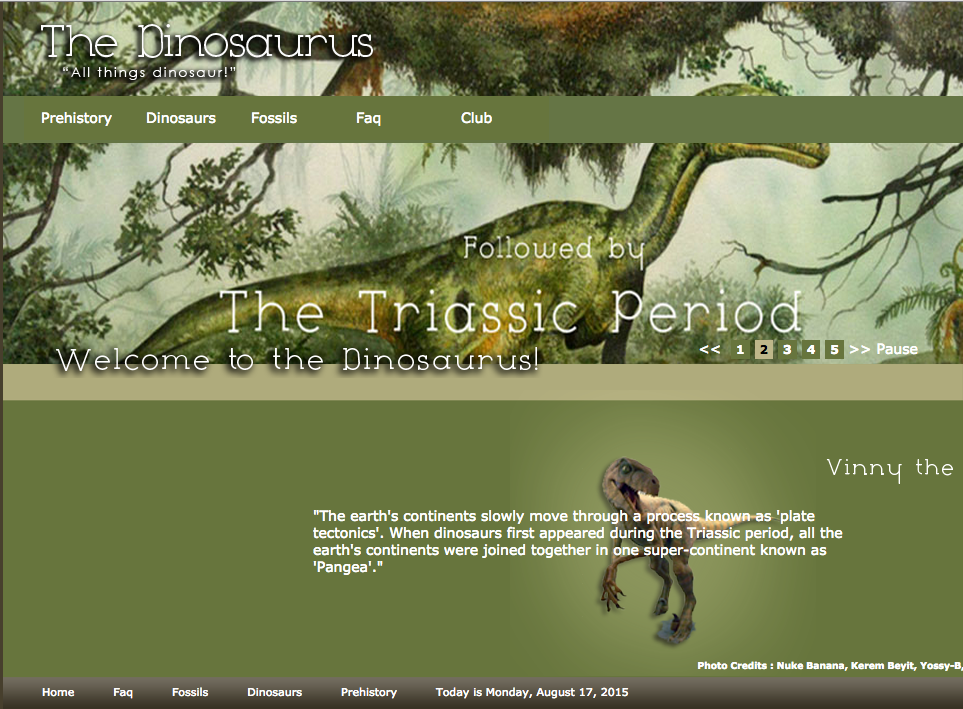 The Dinosaurus
"All things dinosaur!"
Prehistory Dinosaurs Fossils Faq Club
Followed by
The Triassic Period
<< 1 2 3 4 5 >> Pause
Welcome to the Dinosaurus!
Vinny the
"The earth's continents slowly move through a process known as 'plate
tectonics'. When dinosaurs first appeared during the Triassic period, all the
earth's continents were joined together in one super-continent known as
'Pangea'."
Photo Credits : Nuke Banana, Kerem Beyit, Yossy-B,
Home Faq Fossils Dinosaurs Prehistory Today is Monday, August 17, 2015